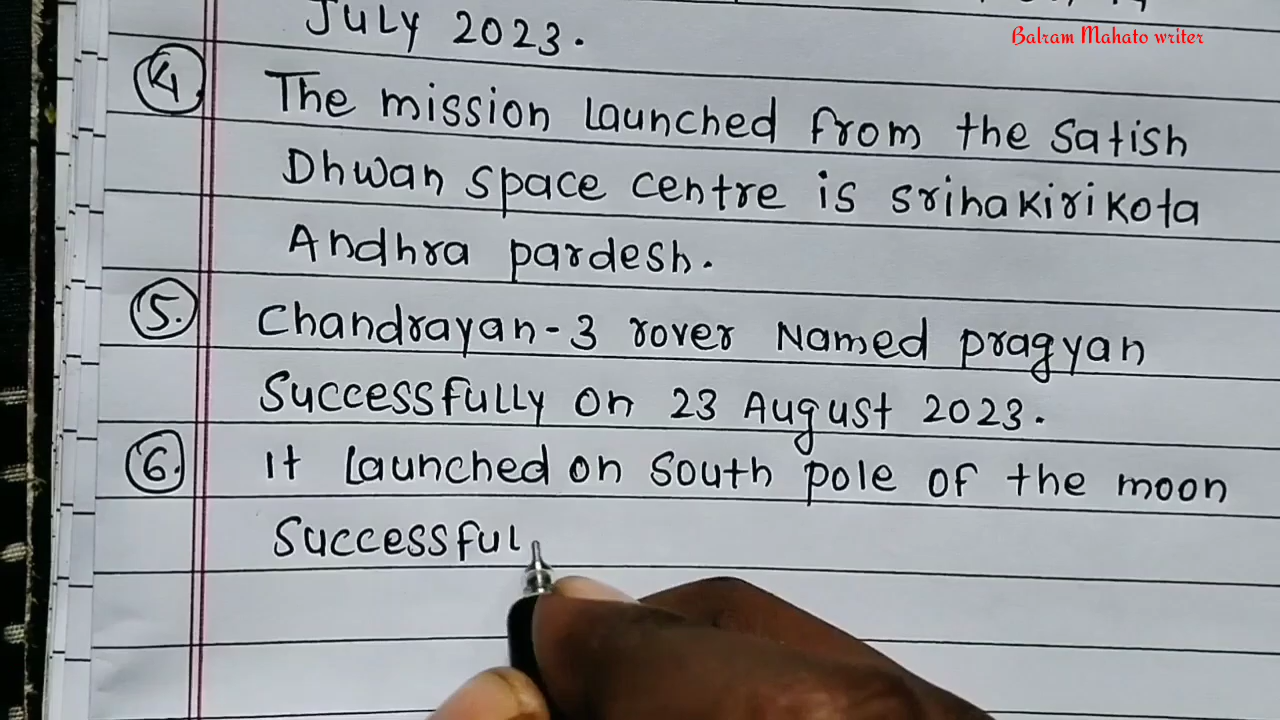 July 2023.
Balram Mahato writer
4. The mission launched from the Satish
Dhwan space centre is srihakirikota
Andhra pardesh.
5. Chandrayan-3 rover Named pragyan
Successfully on 23 August 2023.
6. It launched on south pole of the moon
Successful